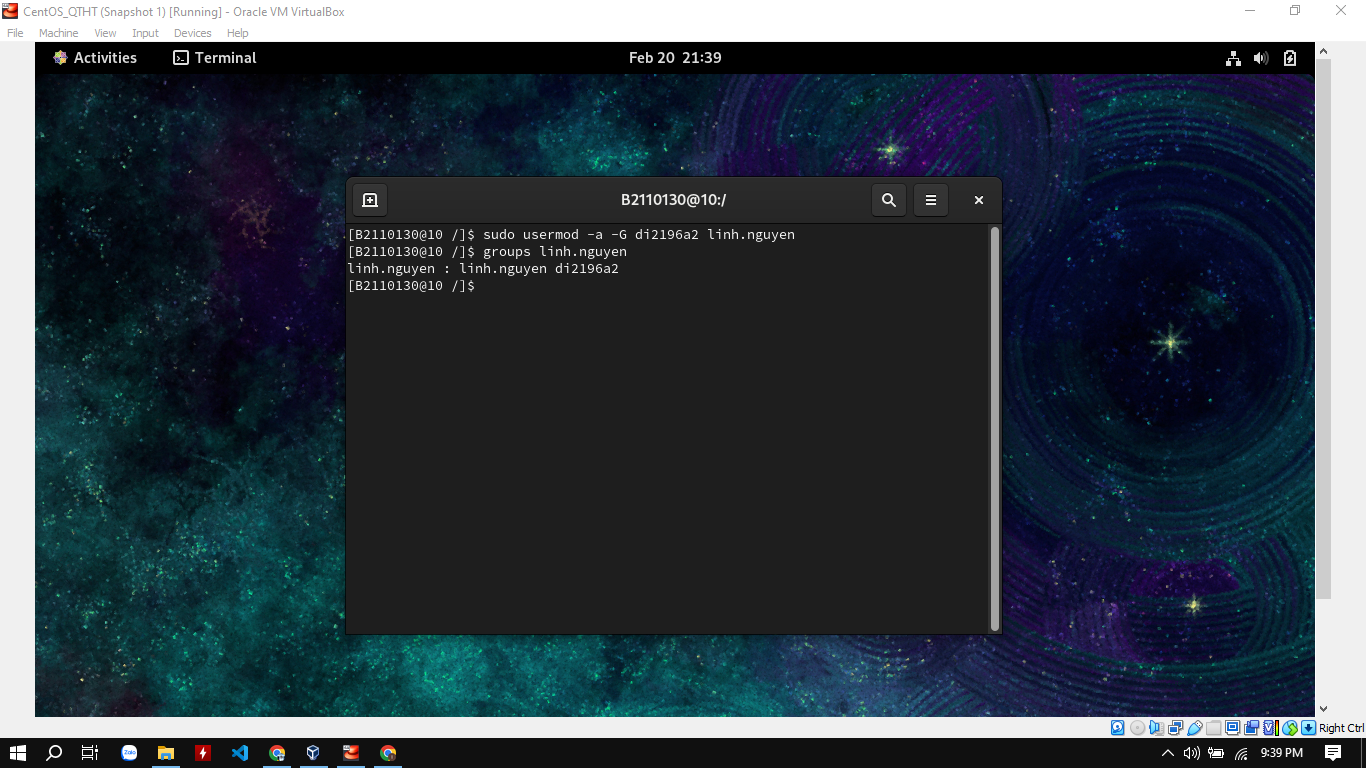 CentOS_QTHT (Snapshot 1) [Running] - Oracle VM VirtualBox
File Machine View Input Devices Help
Activities Terminal Feb 20 21:39
B2110130@10:/
[B2110130@10 /]$ sudo usermod -a -G di2196a2 linh.nguyen
[B2110130@10 /]$ groups linh.nguyen
linh.nguyen : linh.nguyen di2196a2
[B2110130@10 /]$
Right Ctrl
Zalo
9:39 PM